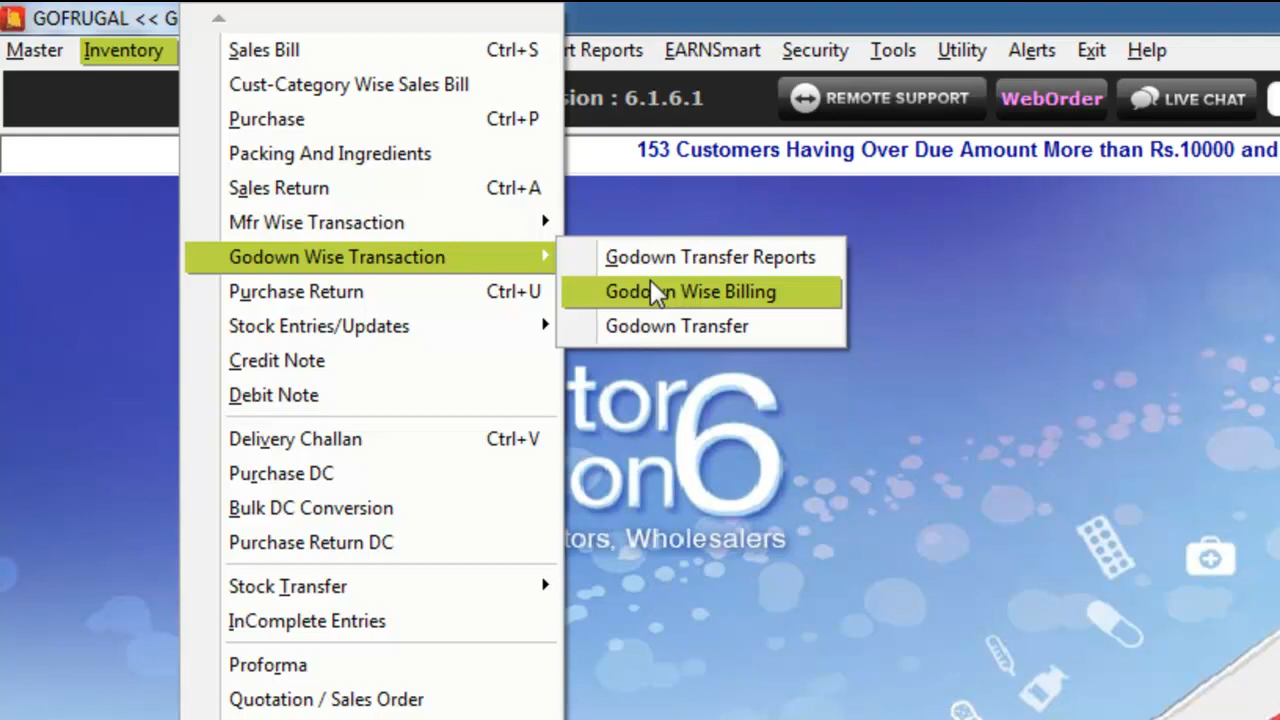 GOFRUGAL << G
Master Inventory rt Reports EARNSmart Security Tools Utility Alerts Exit Help
sion : 6.1.6.1 REMOTE SUPPORT WebOrder LIVE CHAT
153 Customers Having Over Due Amount More than Rs.10000 and
Sales Bill Ctrl+S
Cust-Category Wise Sales Bill
Purchase Ctrl+P
Packing And Ingredients
Sales Return Ctrl+A
Mfr Wise Transaction
Godown Wise Transaction
Purchase Return Ctrl+U
Stock Entries/Updates
Credit Note
Debit Note
Delivery Challan Ctrl+V
Purchase DC
Bulk DC Conversion
Purchase Return DC
Stock Transfer
InComplete Entries
Proforma
Quotation / Sales Order
Godown Transfer Reports
Godown Wise Billing
Godown Transfer
tor 6
on
tors, Wholesalers